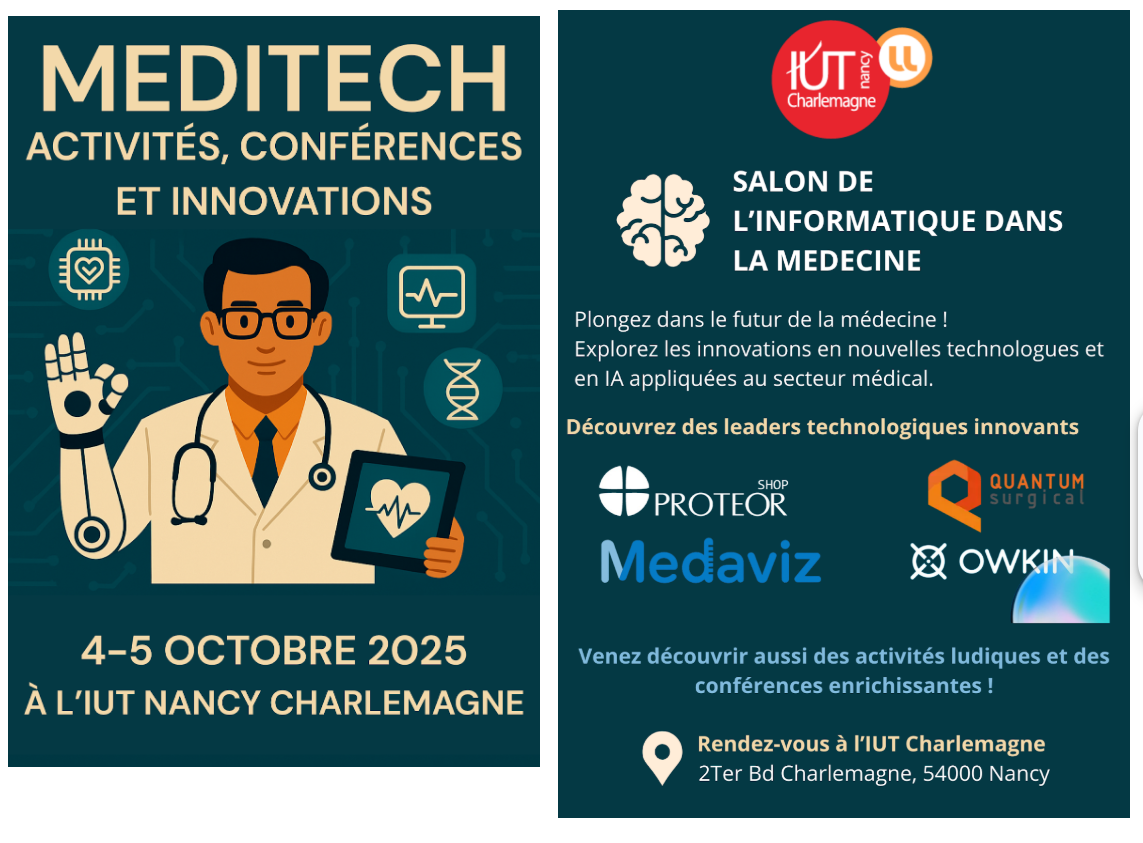 MEDITECH
ACTIVITÉS, CONFÉRENCES
ET INNOVATIONS
4–5 OCTOBRE 2025
À L'IUT NANCY CHARLEMAGNE
IUT nancy
Charlemagne
UL
SALON DE
L'INFORMATIQUE DANS
LA MEDECINE
Plongez dans le futur de la médecine !
Explorez les innovations en nouvelles technologues et
en IA appliquées au secteur médical.
Découvrez des leaders technologiques innovants
SHOP
PROTEOR
QUANTUM
surgical
Medaviz
OWKIN
Venez découvrir aussi des activités ludiques et des
conférences enrichissantes !
Rendez-vous à l'IUT Charlemagne
2Ter Bd Charlemagne, 54000 Nancy